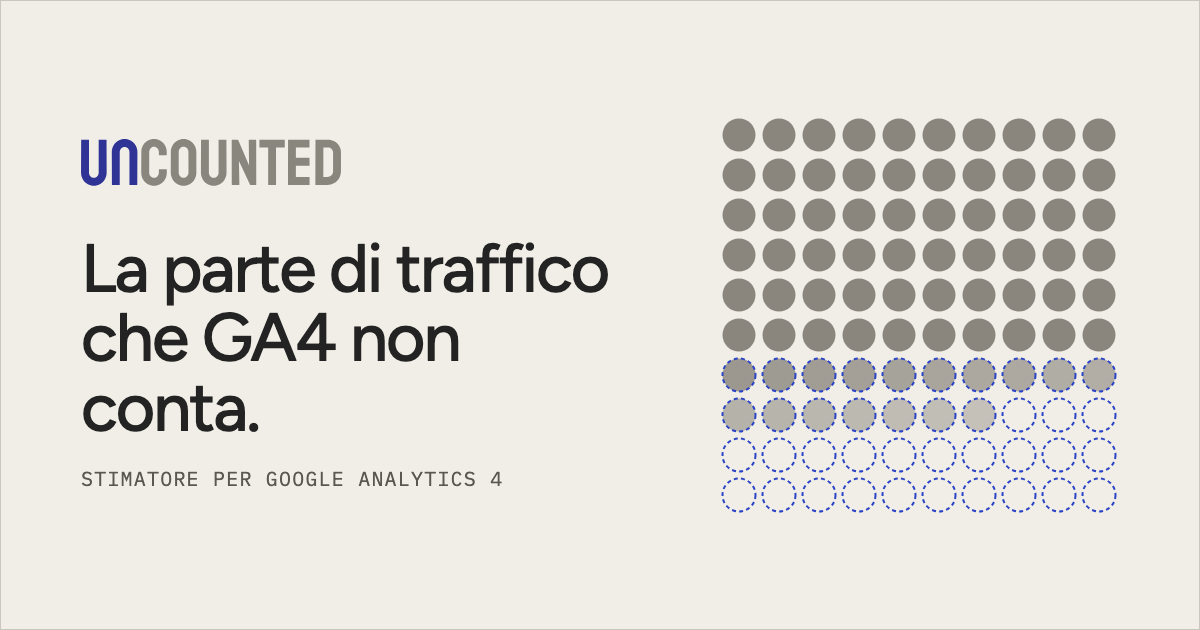 UNCOUNTED
La parte di traffico
che GA4 non
conta.
STIMATORE PER GOOGLE ANALYTICS 4